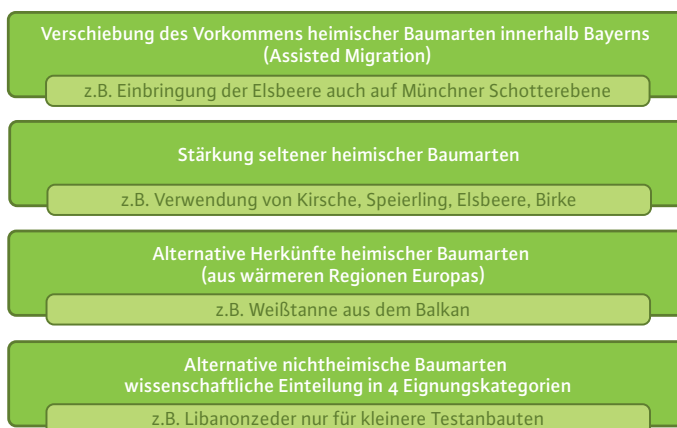 Verschiebung des Vorkommens heimischer Baumarten innerhalb Bayerns
(Assisted Migration)
z.B. Einbringung der Elsbeere auch auf Münchner Schotterebene
Stärkung seltener heimischer Baumarten
z.B. Verwendung von Kirsche, Speierling, Elsbeere, Birke
Alternative Herkünfte heimischer Baumarten
(aus wärmeren Regionen Europas)
z.B. Weißtanne aus dem Balkan
Alternative nichtheimische Baumarten
wissenschaftliche Einteilung in 4 Eignungskategorien
z.B. Libanonzeder nur für kleinere Testanbauten